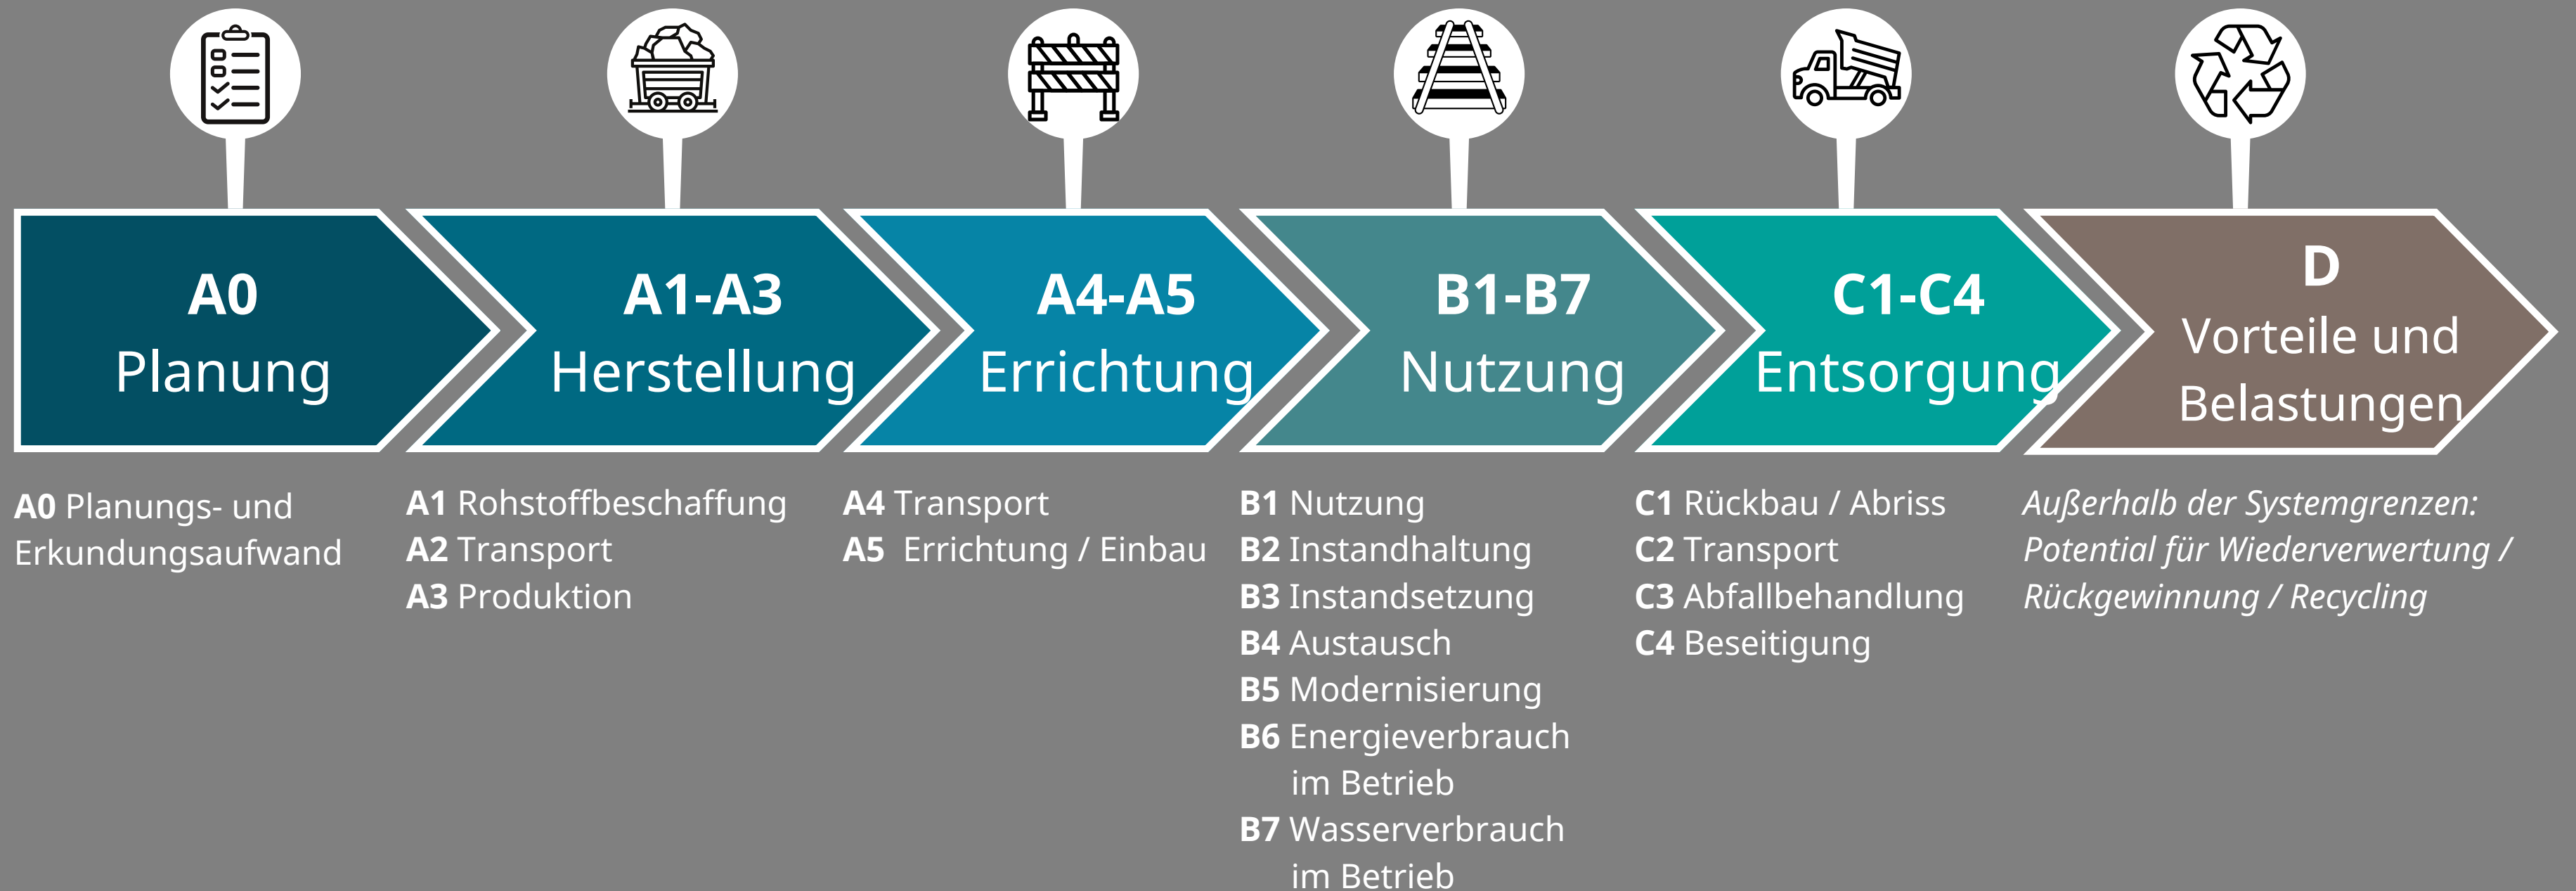 A0
Planung
A1-A3
Herstellung
A4-A5
Errichtung
B1-B7
Nutzung
C1-C4
Entsorgung
D
Vorteile und
Belastungen
A0 Planungs- und
Erkundungsaufwand
A1 Rohstoffbeschaffung
A2 Transport
A3 Produktion
A4 Transport
A5 Errichtung / Einbau
B1 Nutzung
B2 Instandhaltung
B3 Instandsetzung
B4 Austausch
B5 Modernisierung
B6 Energieverbrauch
im Betrieb
B7 Wasserverbrauch
im Betrieb
C1 Rückbau / Abriss
C2 Transport
C3 Abfallbehandlung
C4 Beseitigung
Außerhalb der Systemgrenzen:
Potential für Wiederverwertung /
Rückgewinnung / Recycling